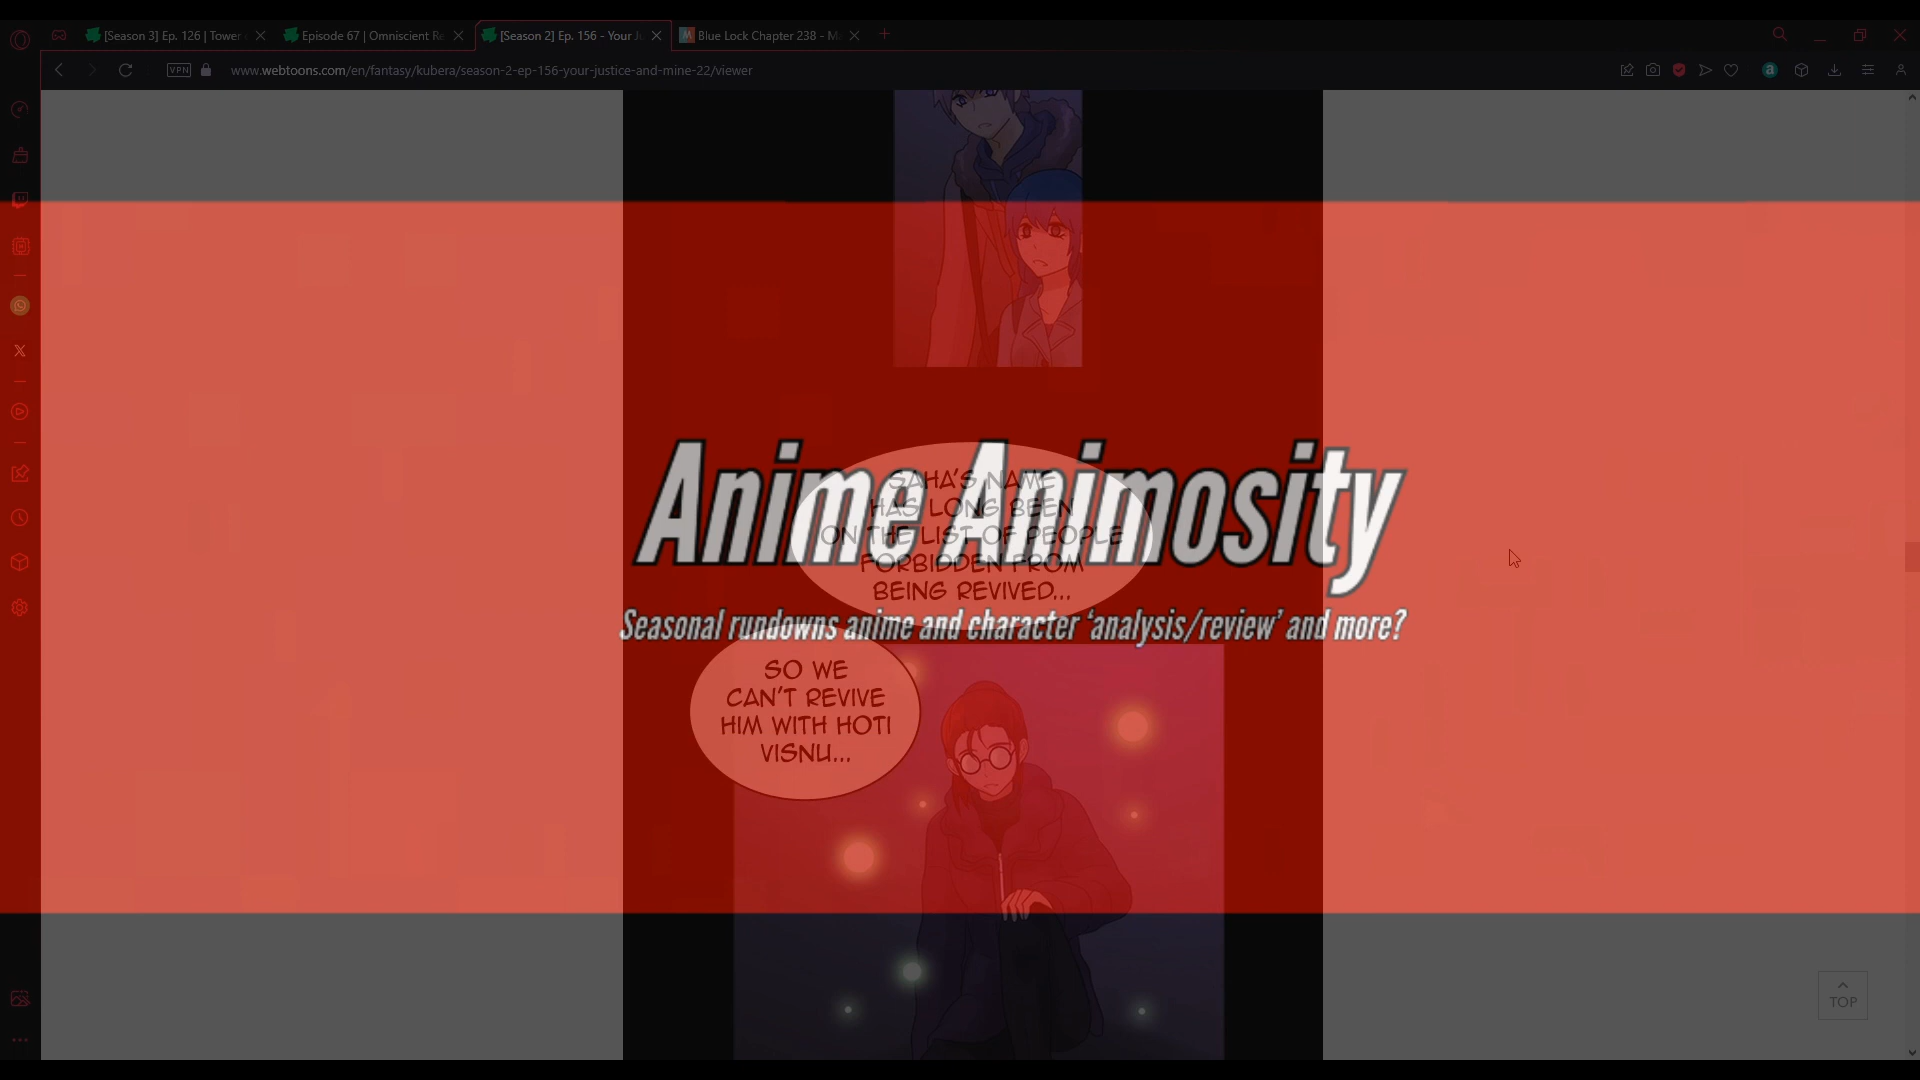 [Season 3] Ep. 126 | Tower
Episode 67 | Omniscient Re
[Season 2] Ep. 156 - Your Ju
Blue Lock Chapter 238 - M
VPN
www.webtoons.com/en/fantasy/kubera/season-2-ep-156-your-justice-and-mine-22/viewer
Anime Animosity
SAHA'S NAME
HAS LONG BEEN
ON THE LIST OF PEOPLE
FORBIDDEN FROM
BEING REVIVED...
Seasonal rundowns anime and character 'analysis/review' and more?
SO WE
CAN'T REVIVE
HIM WITH HOTI
VISNU...
TOP